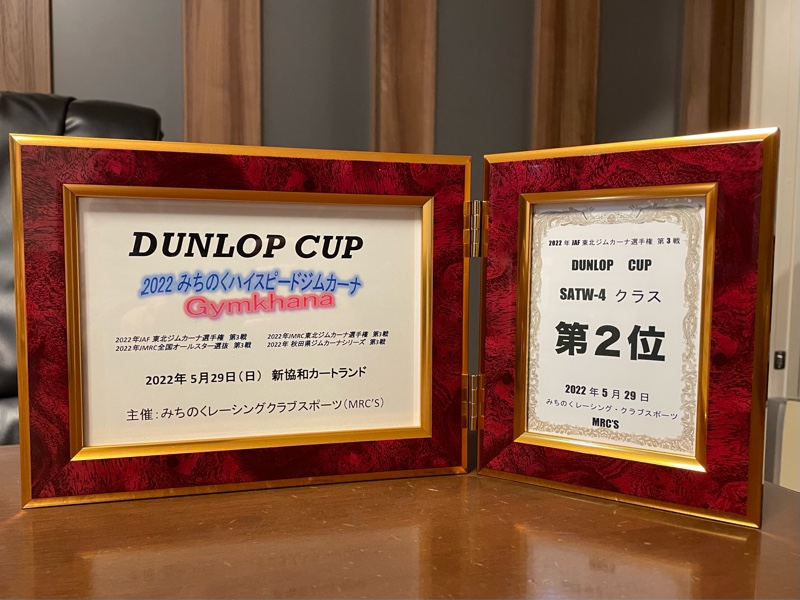 DUNLOP CUP
2022 みちのくハイスピードジムカーナ
Gymkhana
2022年JAF 東北ジムカーナ選手権 第3戦 2022年JMRC東北ジムカーナ選手権 第3戦
2022年JMRC全国オールスター選抜 第3戦 2022年 秋田県ジムカーナシリーズ 第3戦
2022年 5月29日(日) 新協和カートランド
主催：みちのくレーシングクラブスポーツ(MRC'S)
2022年 JAF 東北ジムカーナ選手権 第3戦
DUNLOP CUP
SATW-4 クラス
第2位
2022 年 5 月 29 日
みちのくレーシング・クラブスポーツ
MRC'S